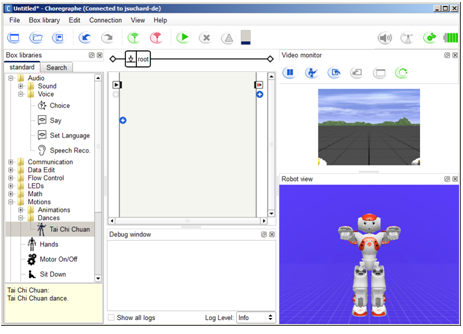 Untitled* - Choregraphe (Connected to jsuchard-de)
File Box library Edit Connection View Help
Box libraries
standard Search
Audio
Sound
Voice
Choice
Say
Set Language
Speech Reco.
Communication
Data Edit
Flow Control
LEDs
Math
Motions
Animations
Dances
Tai Chi Chuan
Hands
Motor On/Off
Sit Down
Tai Chi Chuan:
Tai Chi Chuan dance.
root
Debug window
Show all logs Log Level: Info
Video monitor
Robot view